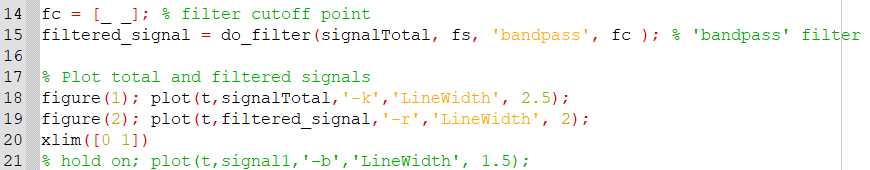 14 fc = [_ _]; % filter cutoff point
15 filtered_signal = do_filter(signalTotal, fs, 'bandpass', fc ); % 'bandpass' filter
16
17 % Plot total and filtered signals
18 figure(1); plot(t,signalTotal,'-k','LineWidth', 2.5);
19 figure(2); plot(t,filtered_signal,'-r','LineWidth', 2);
20 xlim([0 1])
21 % hold on; plot(t,signal1,'-b','LineWidth', 1.5);